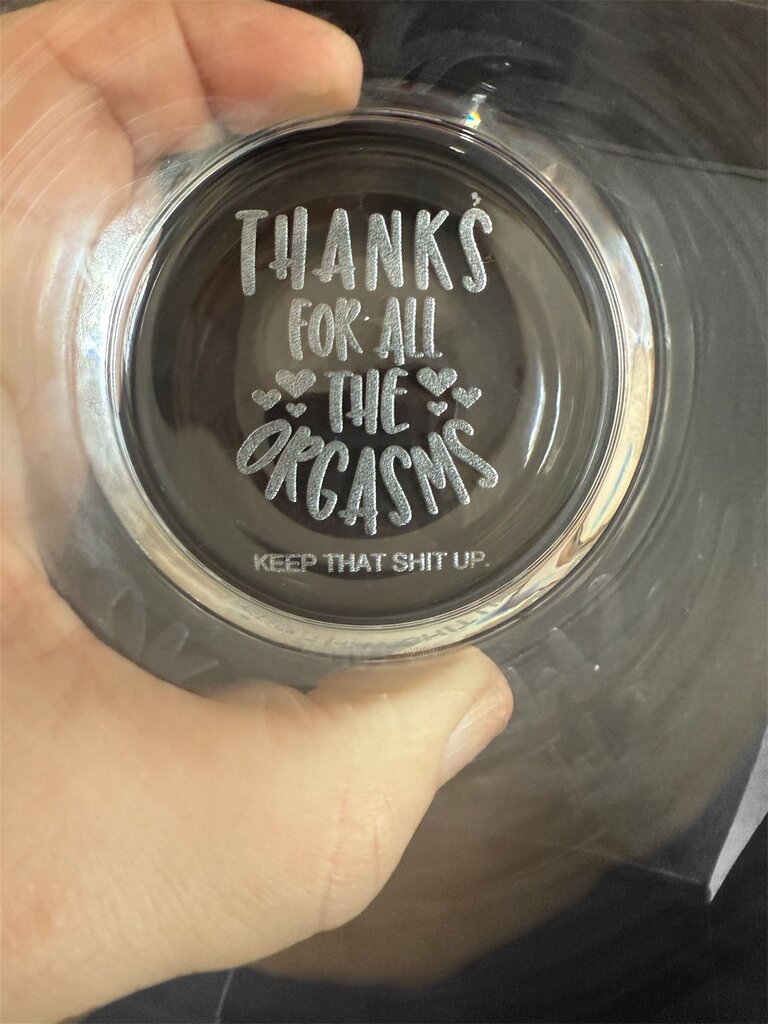 THANKS
FOR ALL
THE
ORGASMS
KEEP THAT SHIT UP.